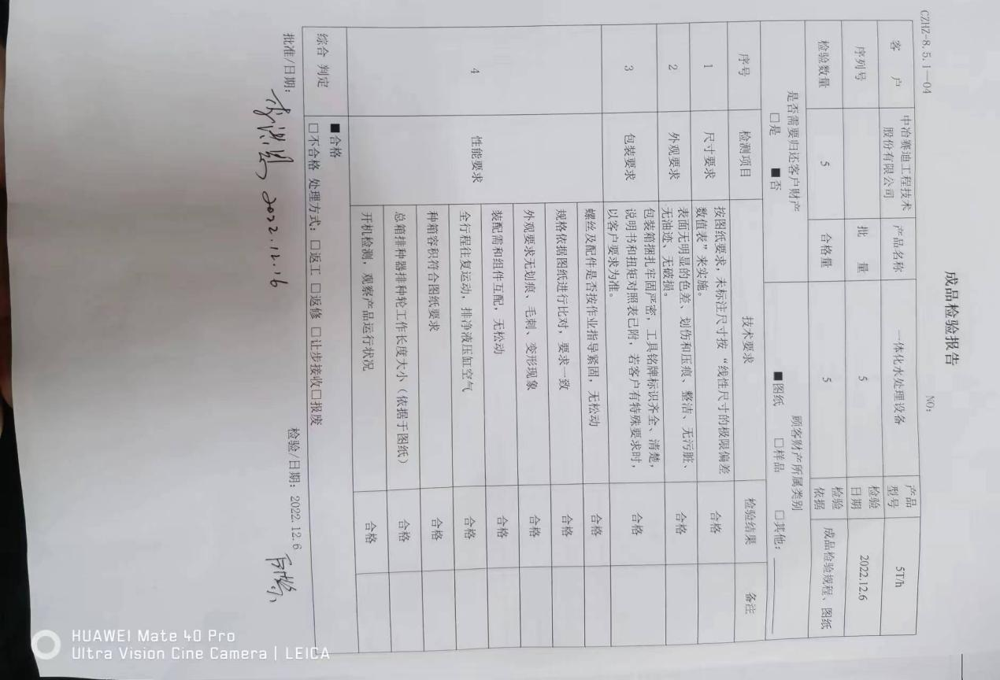 成品检验报告
CZHZ-8.5.1—04
NO:
客 户
中冶赛迪工程技术
股份有限公司
产品名称
一体化水处理设备
产品
型号
5T/h
序列号
批 量
5
检验
日期
2022.12.6
检验数量
5
合格量
5
检验
依据
成品检验规程、图纸
是否需要归还客户财产
□是 ■否
顾客财产所属类别
■图纸 □样品 □其他:
序号
检测项目
技术要求
检验结果
备注
1
尺寸要求
按图纸要求，未标注尺寸按“线性尺寸的极限偏差
数值表”来实施。
合格
2
外观要求
表面无明显的色差、划伤和压痕、整洁、无污脏、
无油迹、无破损。
合格
3
包装要求
包装箱捆扎牢固严密，工具铭牌标识齐全、清楚，
说明书和扭矩对照表已附，若客户有特殊要求时，
以客户要求为准。
合格
4
性能要求
螺丝及配件是否按作业指导紧固，无松动
合格
规格依据图纸进行比对，要求一致
合格
外观要求无划痕、毛刺、变形现象
合格
装配需和组件互配，无松动
合格
全行程往复运动，排净液压缸空气
合格
种箱容积符合图纸要求
合格
总箱排种器排种轮工作长度大小（依据于图纸）
合格
开机检测，观察产品运行状况
合格
综合 判定
■合格
□不合格 处理方式：□返工 □返修 □让步接收□报废
批准/日期: 2022.12.16
检验/日期: 2022.12.6
HUAWEI Mate 40 Pro
Ultra Vision Cine Camera | LEICA